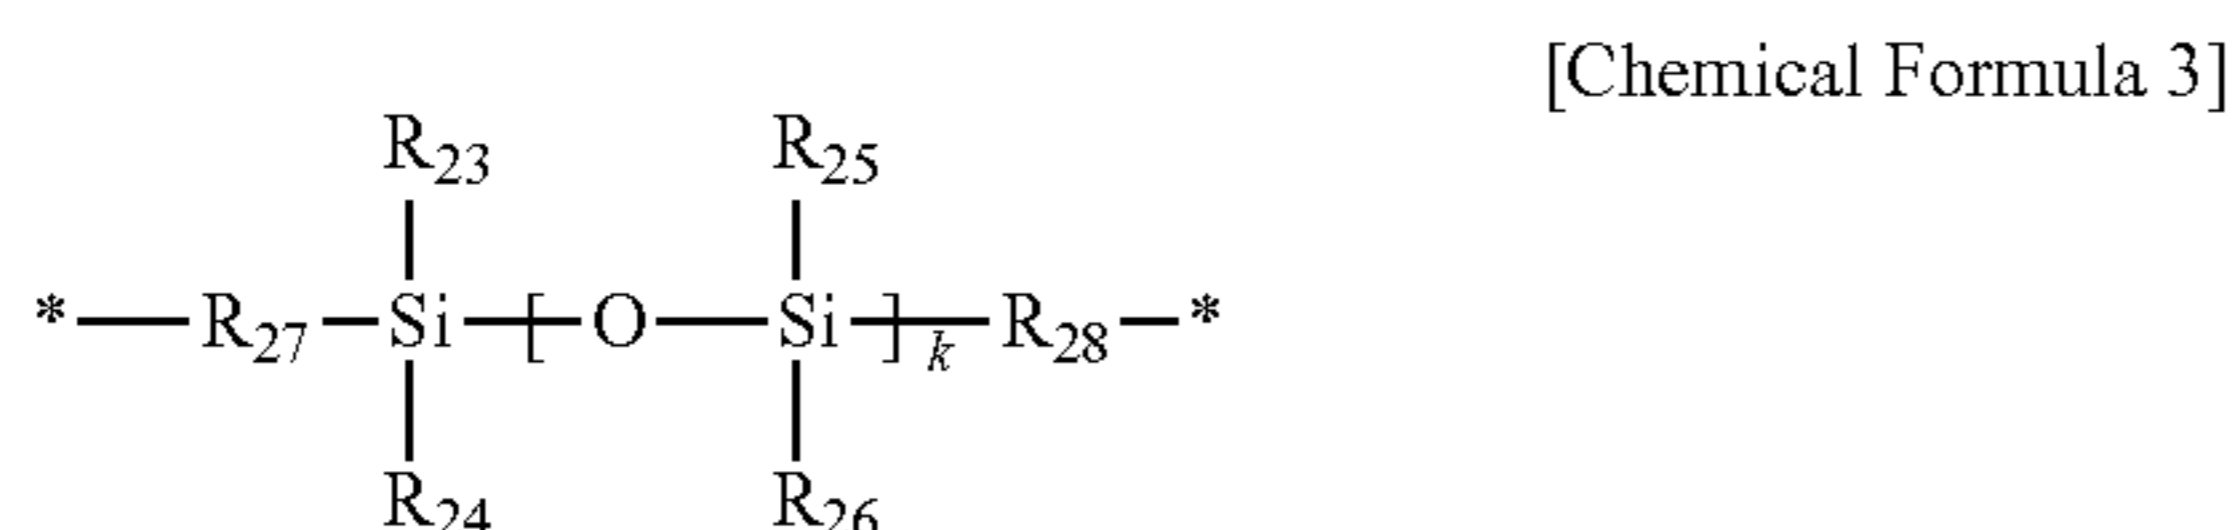 [Chemical Formula 3]
R23 R25
* R27 Si [ O Si ]k R28 *
R24 R26